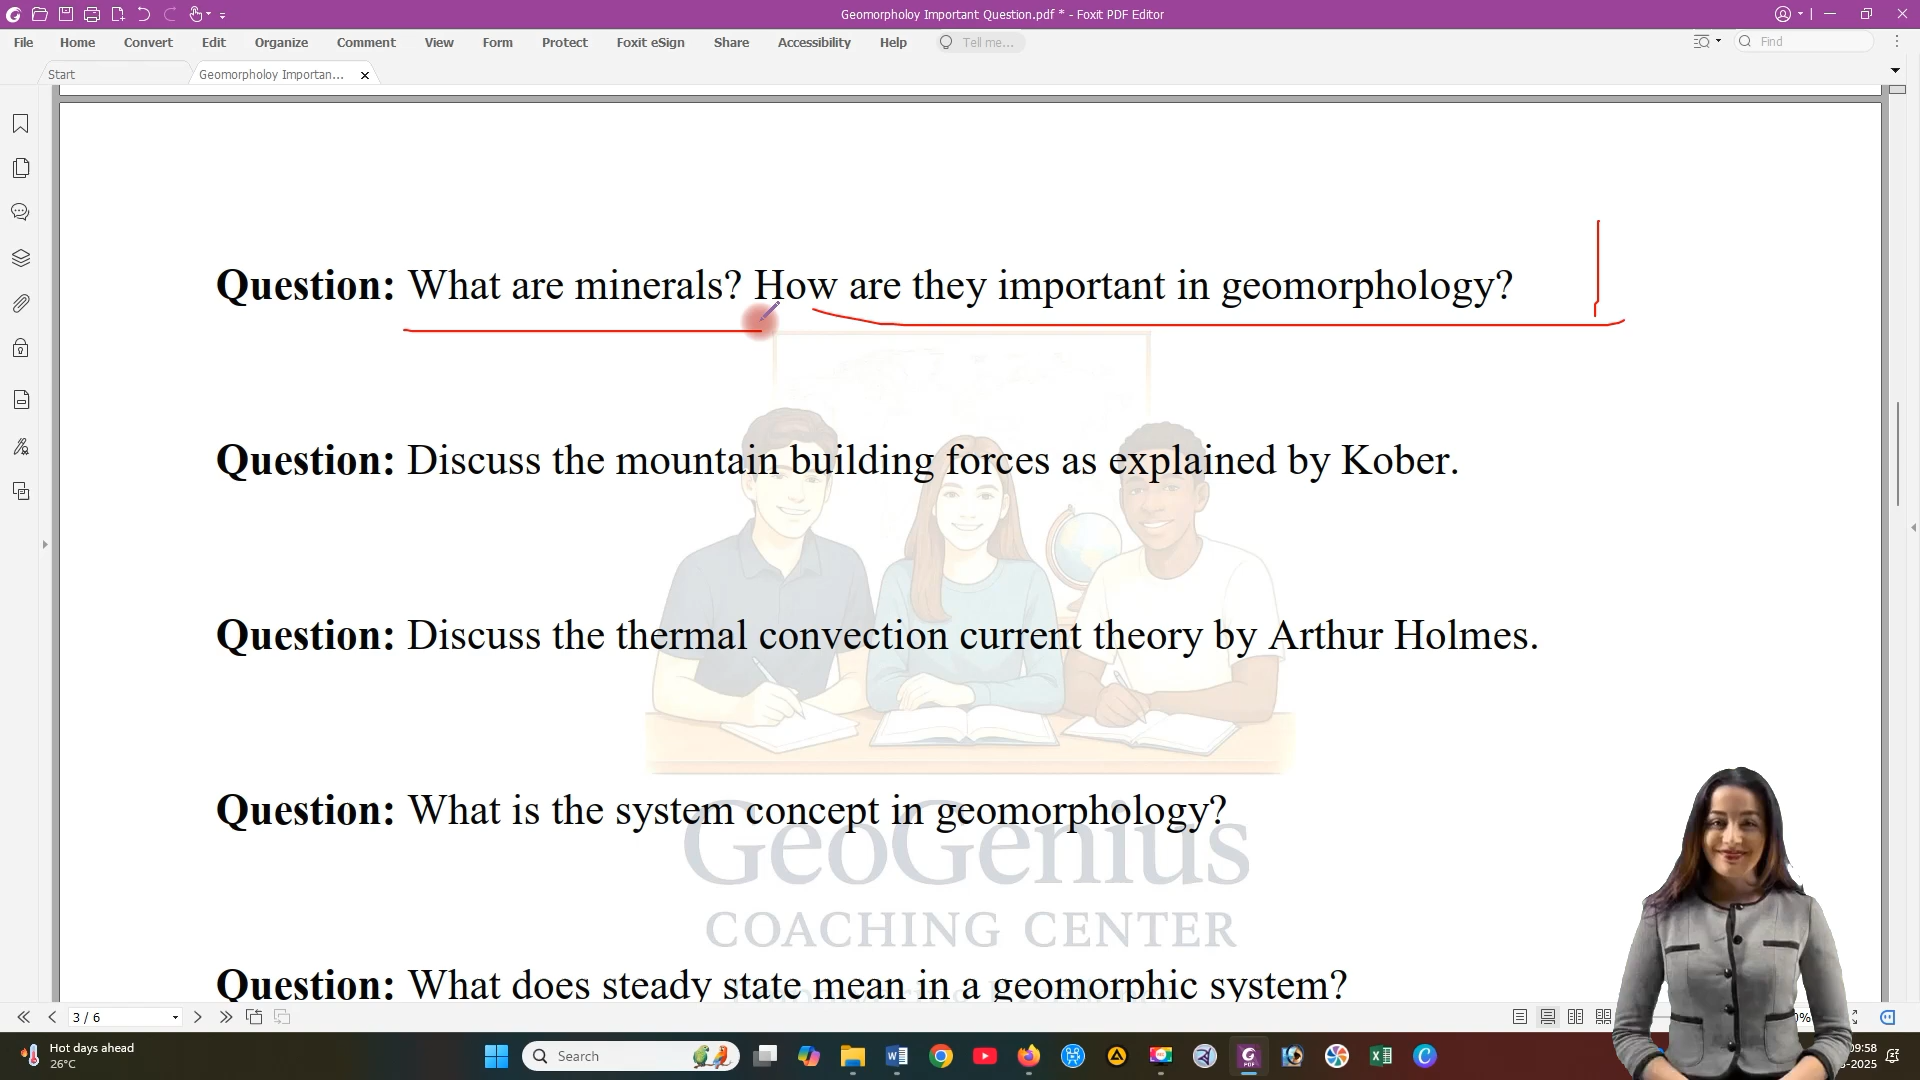 Geomorpholoy Important Question.pdf * - Foxit PDF Editor
File Home Convert Edit Organize Comment View Form Protect Foxit eSign Share Accessibility Help Tell me... Find
Start Geomorpholoy Importan...
Question: What are minerals? How are they important in geomorphology?
Question: Discuss the mountain building forces as explained by Kober.
Question: Discuss the thermal convection current theory by Arthur Holmes.
Question: What is the system concept in geomorphology?
GeoGenius
COACHING CENTER
Question: What does steady state mean in a geomorphic system?
3 / 6
Hot days ahead
26°C
Search
09:58